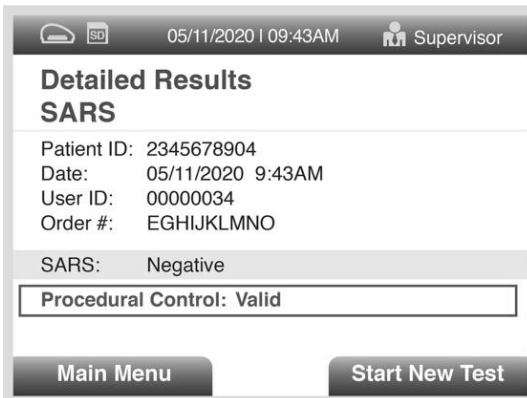 SD 05/11/2020 I 09:43AM Supervisor
Detailed Results
SARS
Patient ID: 2345678904
Date: 05/11/2020 9:43AM
User ID: 00000034
Order #: EGHIJKLMNO
SARS: Negative
Procedural Control: Valid
Main Menu Start New Test